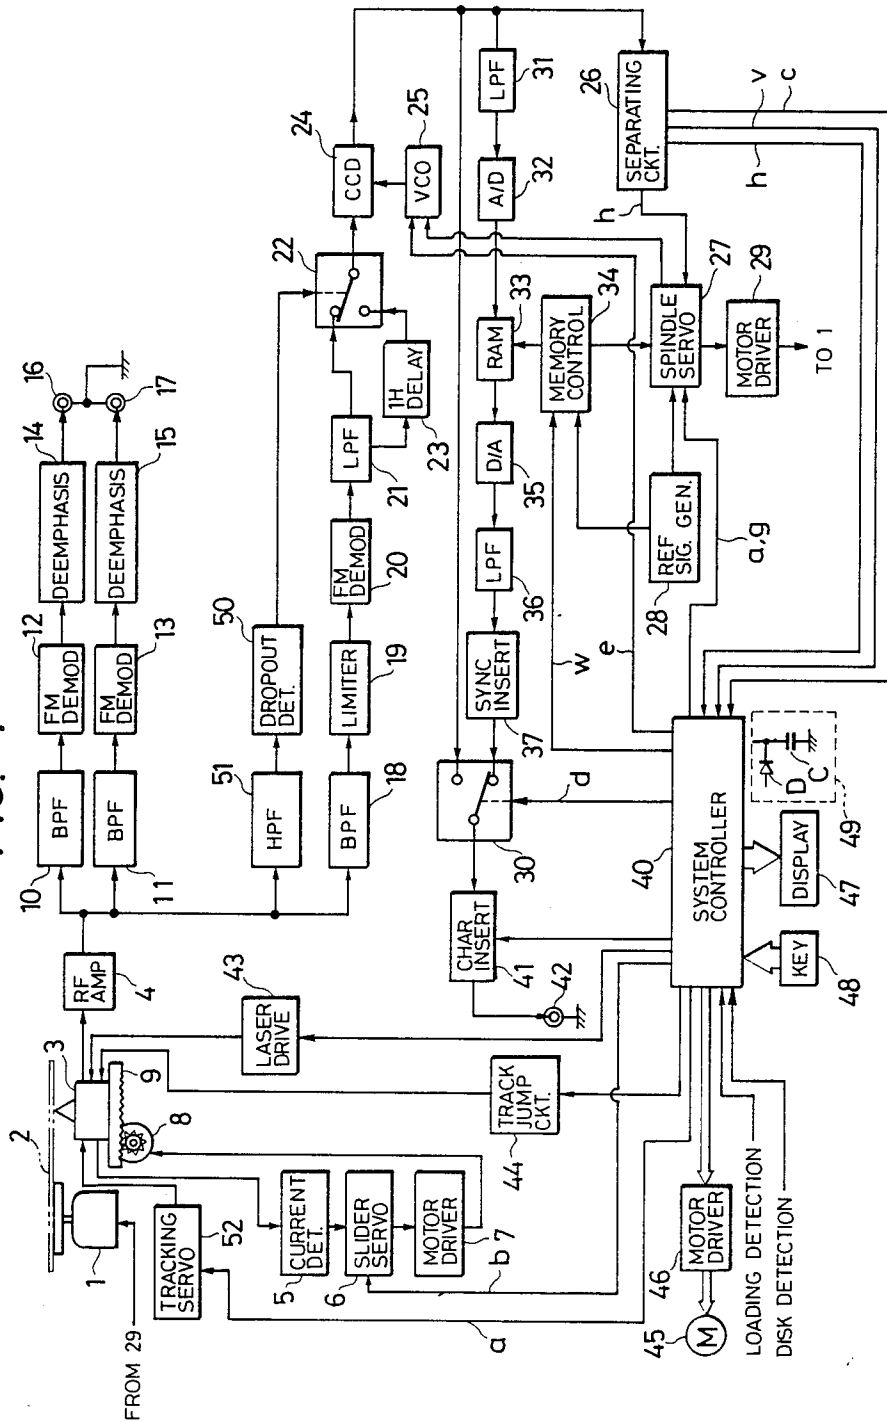 FROM 29
1
2
3
TRACKING
SERVO
52
9
8
RF
AMP
4
CURRENT
DET.
5
SLIDER
SERVO
6
MOTOR
DRIVER
7
b
a
LASER
DRIVE
43
TRACK
JUMP
CKT.
44
M
45
MOTOR
DRIVER
46
LOADING DETECTION
DISK DETECTION
BPF
10
FM
DEMOD
12
DEEMPHASIS
14
16
BPF
11
FM
DEMOD
13
DEEMPHASIS
15
17
HPF
51
DROPOUT
DET.
50
BPF
18
LIMITER
19
FM
DEMOD
20
LPF
21
1H
DELAY
23
22
CCD
24
VCO
25
LPF
31
A/D
32
RAM
33
D/A
35
LPF
36
SYNC
INSERT
37
30
CHAR
INSERT
41
42
MEMORY
CONTROL
34
w
e
d
SEPARATING
CKT.
26
h
h
v
c
SPINDLE
SERVO
27
MOTOR
DRIVER
29
TO 1
REF
SIG. GEN.
28
a,g
SYSTEM
CONTROLLER
40
KEY
48
DISPLAY
47
D
C
49